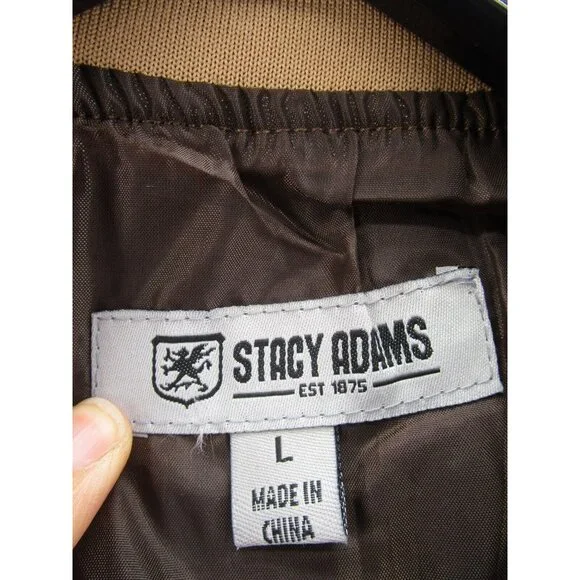 STACY ADAMS
EST 1875
L
MADE IN
CHINA